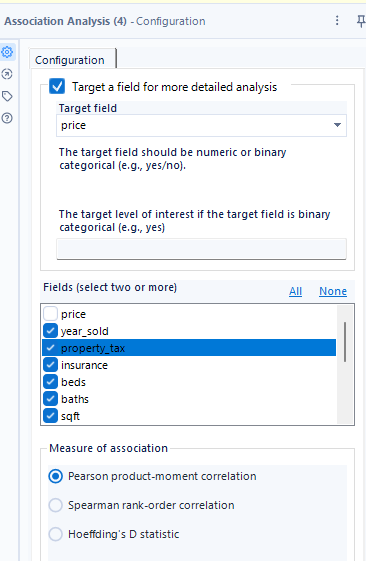 Association Analysis (4) - Configuration
Configuration
Target a field for more detailed analysis
Target field
price
The target field should be numeric or binary
categorical (e.g., yes/no).
The target level of interest if the target field is binary
categorical (e.g., yes)
Fields (select two or more)
All None
price
year_sold
property_tax
insurance
beds
baths
sqft
Measure of association
Pearson product-moment correlation
Spearman rank-order correlation
Hoeffding's D statistic